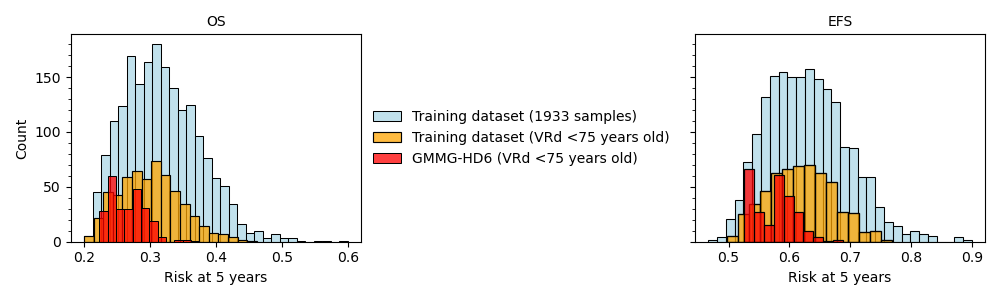 OS
EFS
Count
150
100
50
0
0.2 0.3 0.4 0.5 0.6
Risk at 5 years
Training dataset (1933 samples)
Training dataset (VRd <75 years old)
GMMG-HD6 (VRd <75 years old)
0.5 0.6 0.7 0.8 0.9
Risk at 5 years